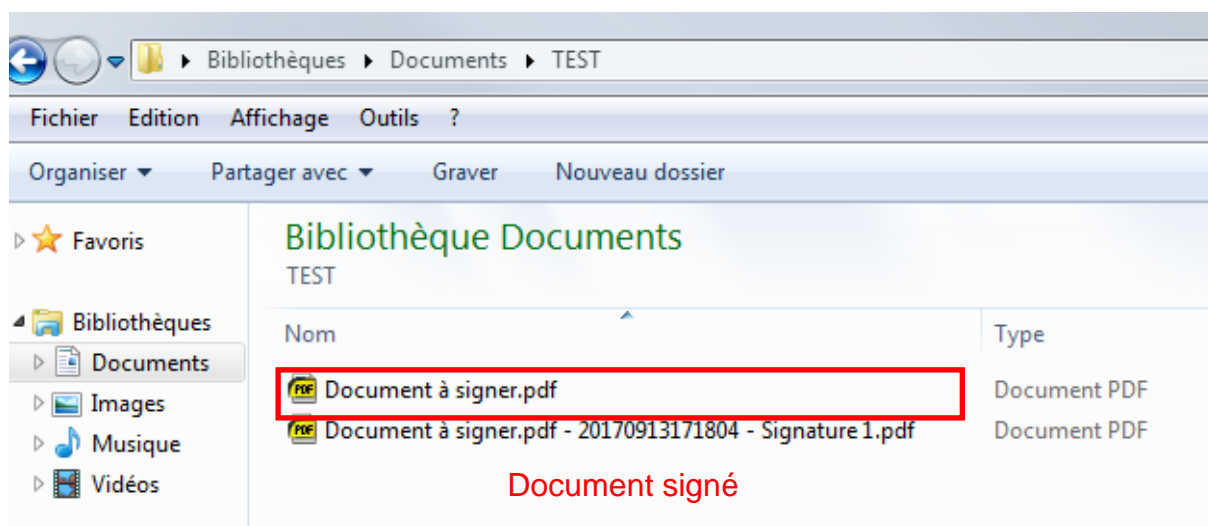 Bibliothèques Documents TEST
Fichier Edition Affichage Outils ?
Organiser Partager avec Graver Nouveau dossier
Favoris
Bibliothèques
Documents
Images
Musique
Vidéos
Bibliothèque Documents
TEST
Nom Type
Document à signer.pdf Document PDF
Document à signer.pdf - 20170913171804 - Signature 1.pdf Document PDF
Document signé